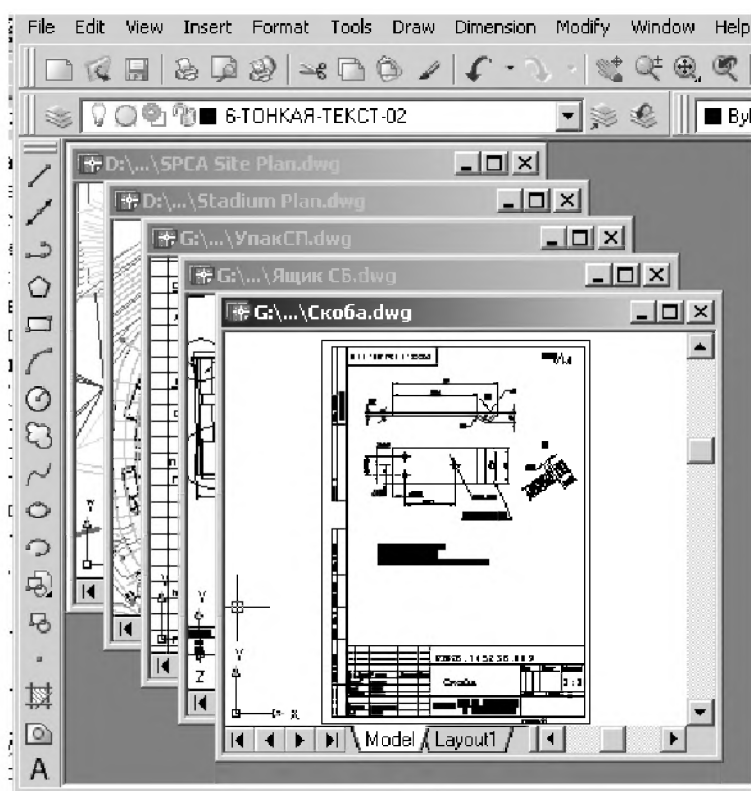 File Edit View Insert Format Tools Draw Dimension Modify Window Help
6-ТОНКАЯ-ТЕКСТ-02
D:\...\SPCA Site Plan.dwg
D:\...\Stadium Plan.dwg
G:\...\УпакСП.dwg
G:\...\Ящик СБ.dwg
G:\...\Скоба.dwg
Y
Y
Z
Скоба
X
Model Layout1
A